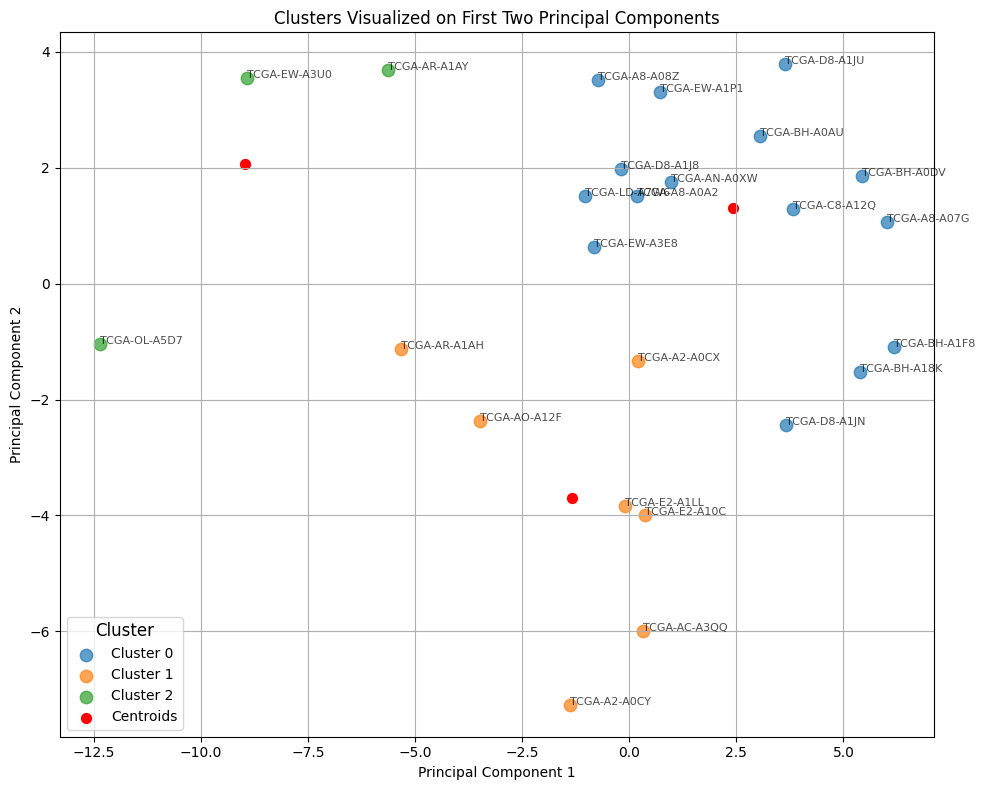 Clusters Visualized on First Two Principal Components
4
2
0
−2
−4
−6
Principal Component 2
TCGA-EW-A3U0
TCGA-AR-A1AY
TCGA-A8-A08Z
TCGA-D8-A1JU
TCGA-EW-A1P1
TCGA-BH-A0AU
TCGA-D8-A1J8
TCGA-AN-A0XW
TCGA-BH-A0DV
TCGA-LD-A7W
TCGA-A8-A0A2
TCGA-C8-A12Q
TCGA-A8-A07G
TCGA-EW-A3E8
TCGA-OL-A5D7
TCGA-AR-A1AH
TCGA-A2-A0CX
TCGA-BH-A1F8
TCGA-BH-A18K
TCGA-AO-A12F
TCGA-D8-A1JN
TCGA-E2-A1LL
TCGA-E2-A10C
TCGA-AC-A3QQ
TCGA-A2-A0CY
Cluster
Cluster 0
Cluster 1
Cluster 2
Centroids
−12.5 −10.0 −7.5 −5.0 −2.5 0.0 2.5 5.0
Principal Component 1